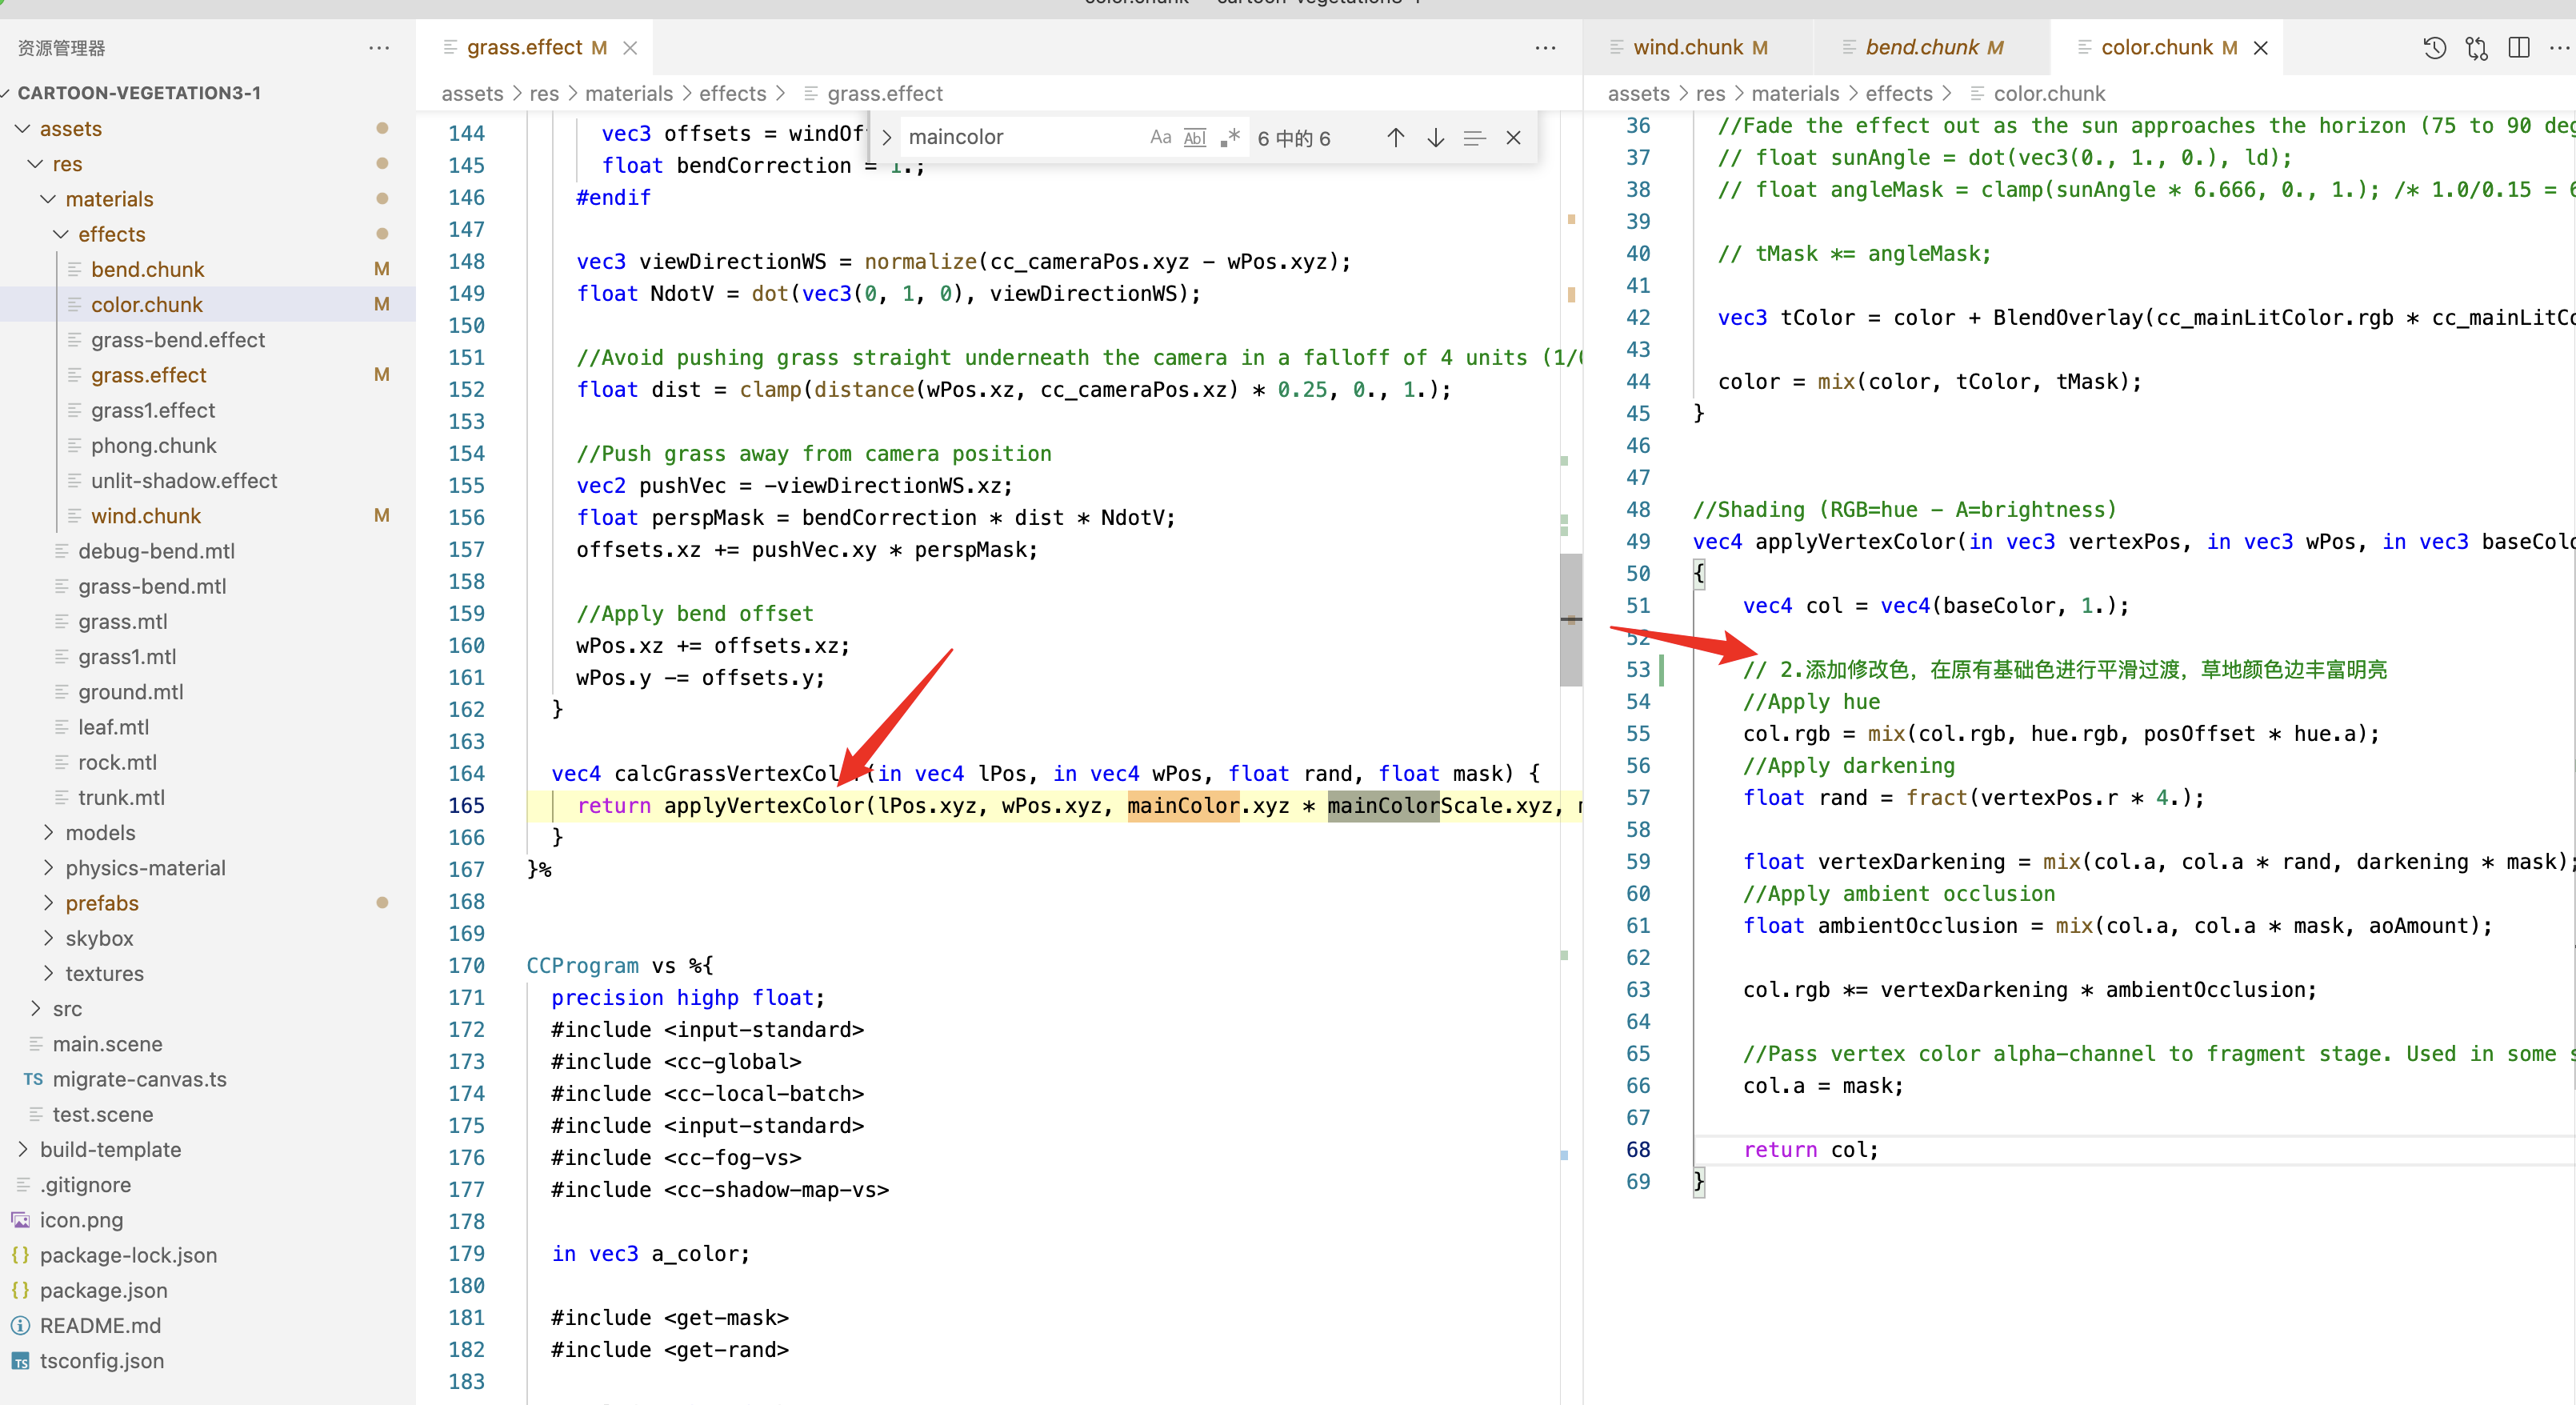 color.chunk — cartoon-vegetation3-1
资源管理器
CARTOON-VEGETATION3-1
assets
res
materials
effects
bend.chunk M
color.chunk M
grass-bend.effect
grass.effect M
grass1.effect
phong.chunk
unlit-shadow.effect
wind.chunk M
debug-bend.mtl
grass-bend.mtl
grass.mtl
grass1.mtl
ground.mtl
leaf.mtl
rock.mtl
trunk.mtl
models
physics-material
prefabs
skybox
textures
src
main.scene
TS migrate-canvas.ts
test.scene
build-template
.gitignore
icon.png
{} package-lock.json
{} package.json
README.md
TS tsconfig.json
grass.effect M
assets > res > materials > effects > grass.effect
maincolor Aa Abl .* 6 中的 6
144 vec3 offsets = windOf
145 float bendCorrection = 1.;
146 #endif
147
148 vec3 viewDirectionWS = normalize(cc_cameraPos.xyz - wPos.xyz);
149 float NdotV = dot(vec3(0, 1, 0), viewDirectionWS);
150
151 //Avoid pushing grass straight underneath the camera in a falloff of 4 units (1/
152 float dist = clamp(distance(wPos.xz, cc_cameraPos.xz) * 0.25, 0., 1.);
153
154 //Push grass away from camera position
155 vec2 pushVec = -viewDirectionWS.xz;
156 float perspMask = bendCorrection * dist * NdotV;
157 offsets.xz += pushVec.xy * perspMask;
158
159 //Apply bend offset
160 wPos.xz += offsets.xz;
161 wPos.y -= offsets.y;
162 }
163
164 vec4 calcGrassVertexColor(in vec4 lPos, in vec4 wPos, float rand, float mask) {
165 return applyVertexColor(lPos.xyz, wPos.xyz, mainColor.xyz * mainColorScale.xyz,
166 }
167 }%
168
169
170 CCProgram vs %{
171 precision highp float;
172 #include <input-standard>
173 #include <cc-global>
174 #include <cc-local-batch>
175 #include <input-standard>
176 #include <cc-fog-vs>
177 #include <cc-shadow-map-vs>
178
179 in vec3 a_color;
180
181 #include <get-mask>
182 #include <get-rand>
183
wind.chunk M bend.chunk M color.chunk M
assets > res > materials > effects > color.chunk
36 //Fade the effect out as the sun approaches the horizon (75 to 90 deg
37 // float sunAngle = dot(vec3(0., 1., 0.), ld);
38 // float angleMask = clamp(sunAngle * 6.666, 0., 1.); /* 1.0/0.15 = 6
39
40 // tMask *= angleMask;
41
42 vec3 tColor = color + BlendOverlay(cc_mainLitColor.rgb * cc_mainLitCo
43
44 color = mix(color, tColor, tMask);
45 }
46
47
48 //Shading (RGB=hue - A=brightness)
49 vec4 applyVertexColor(in vec3 vertexPos, in vec3 wPos, in vec3 baseColo
50 {
51 vec4 col = vec4(baseColor, 1.);
52
53 // 2.添加修改色，在原有基础色进行平滑过渡，草地颜色边丰富明亮
54 //Apply hue
55 col.rgb = mix(col.rgb, hue.rgb, posOffset * hue.a);
56 //Apply darkening
57 float rand = fract(vertexPos.r * 4.);
58
59 float vertexDarkening = mix(col.a, col.a * rand, darkening * mask);
60 //Apply ambient occlusion
61 float ambientOcclusion = mix(col.a, col.a * mask, aoAmount);
62
63 col.rgb *= vertexDarkening * ambientOcclusion;
64
65 //Pass vertex color alpha-channel to fragment stage. Used in some s
66 col.a = mask;
67
68 return col;
69 }